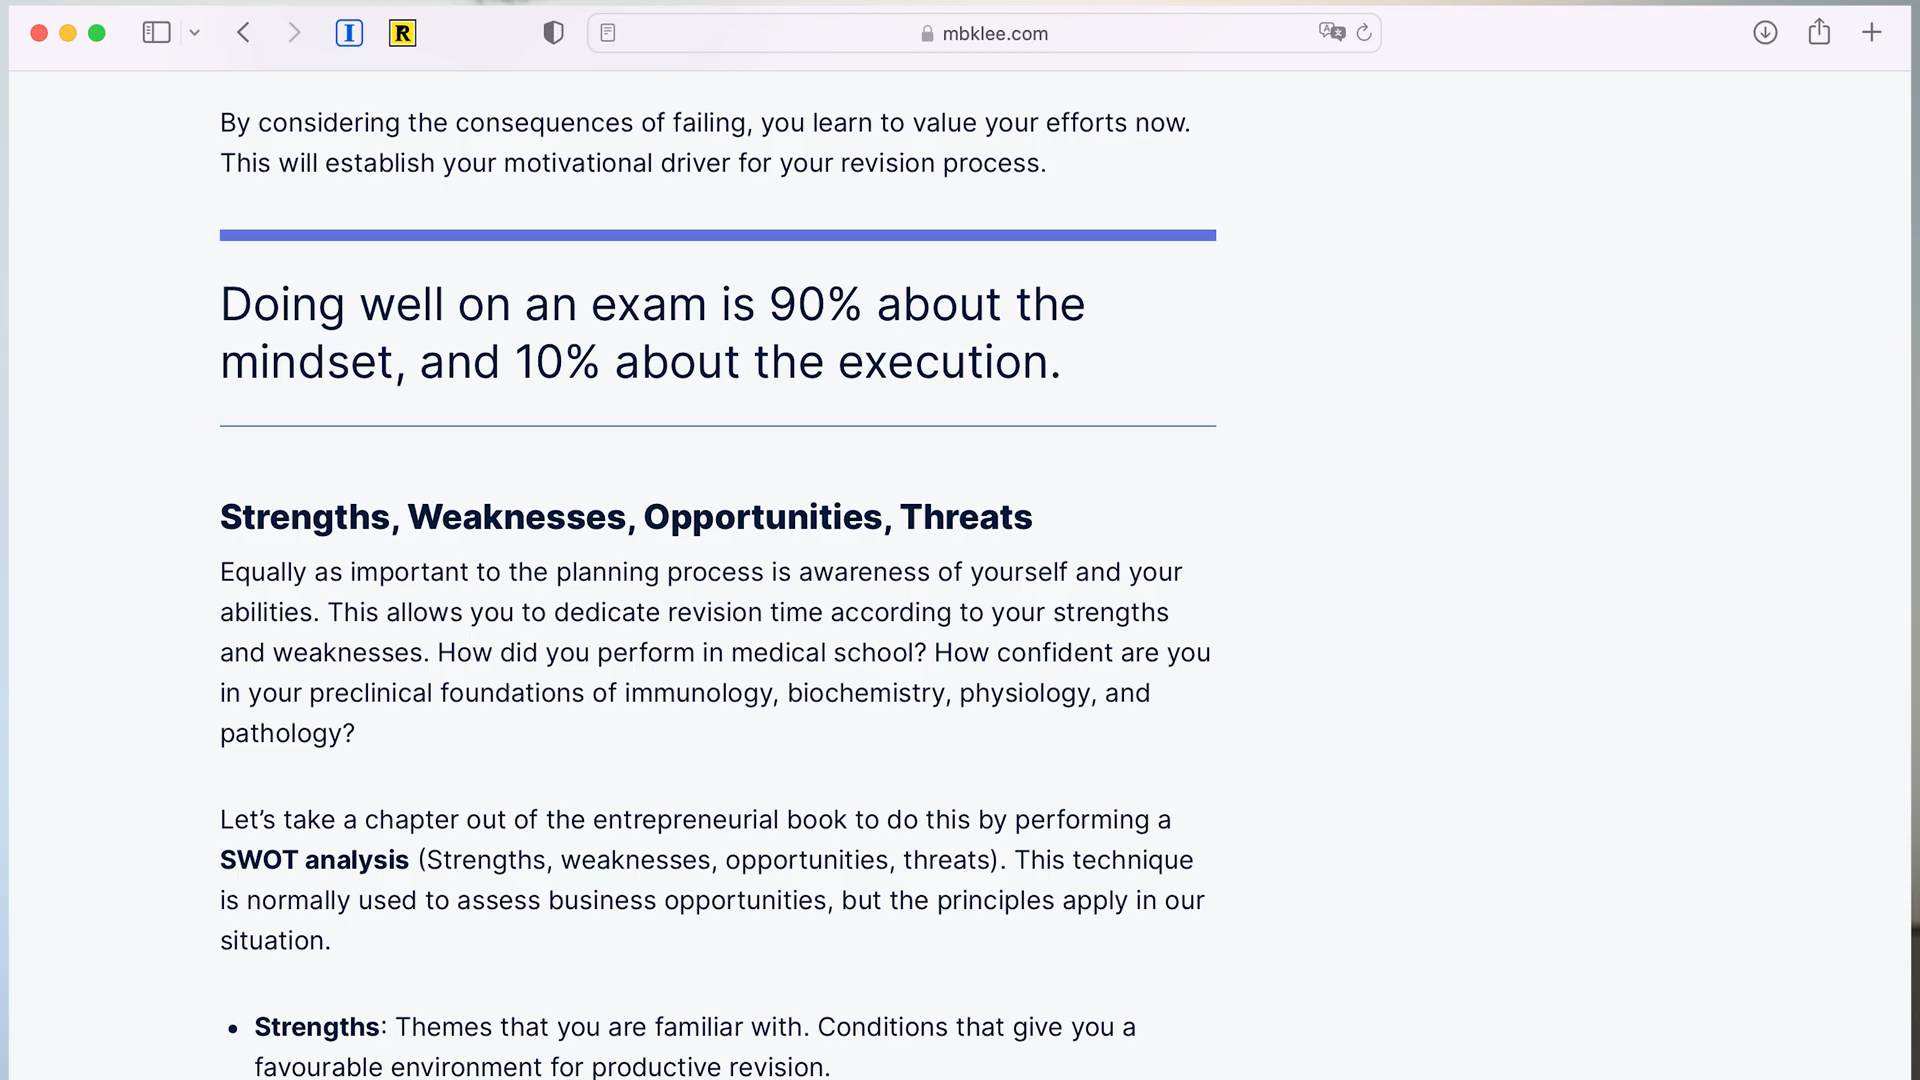 I
R
mbklee.com
By considering the consequences of failing, you learn to value your efforts now.
This will establish your motivational driver for your revision process.
Doing well on an exam is 90% about the
mindset, and 10% about the execution.
Strengths, Weaknesses, Opportunities, Threats
Equally as important to the planning process is awareness of yourself and your
abilities. This allows you to dedicate revision time according to your strengths
and weaknesses. How did you perform in medical school? How confident are you
in your preclinical foundations of immunology, biochemistry, physiology, and
pathology?
Let’s take a chapter out of the entrepreneurial book to do this by performing a
SWOT analysis (Strengths, weaknesses, opportunities, threats). This technique
is normally used to assess business opportunities, but the principles apply in our
situation.
• Strengths: Themes that you are familiar with. Conditions that give you a
favourable environment for productive revision.